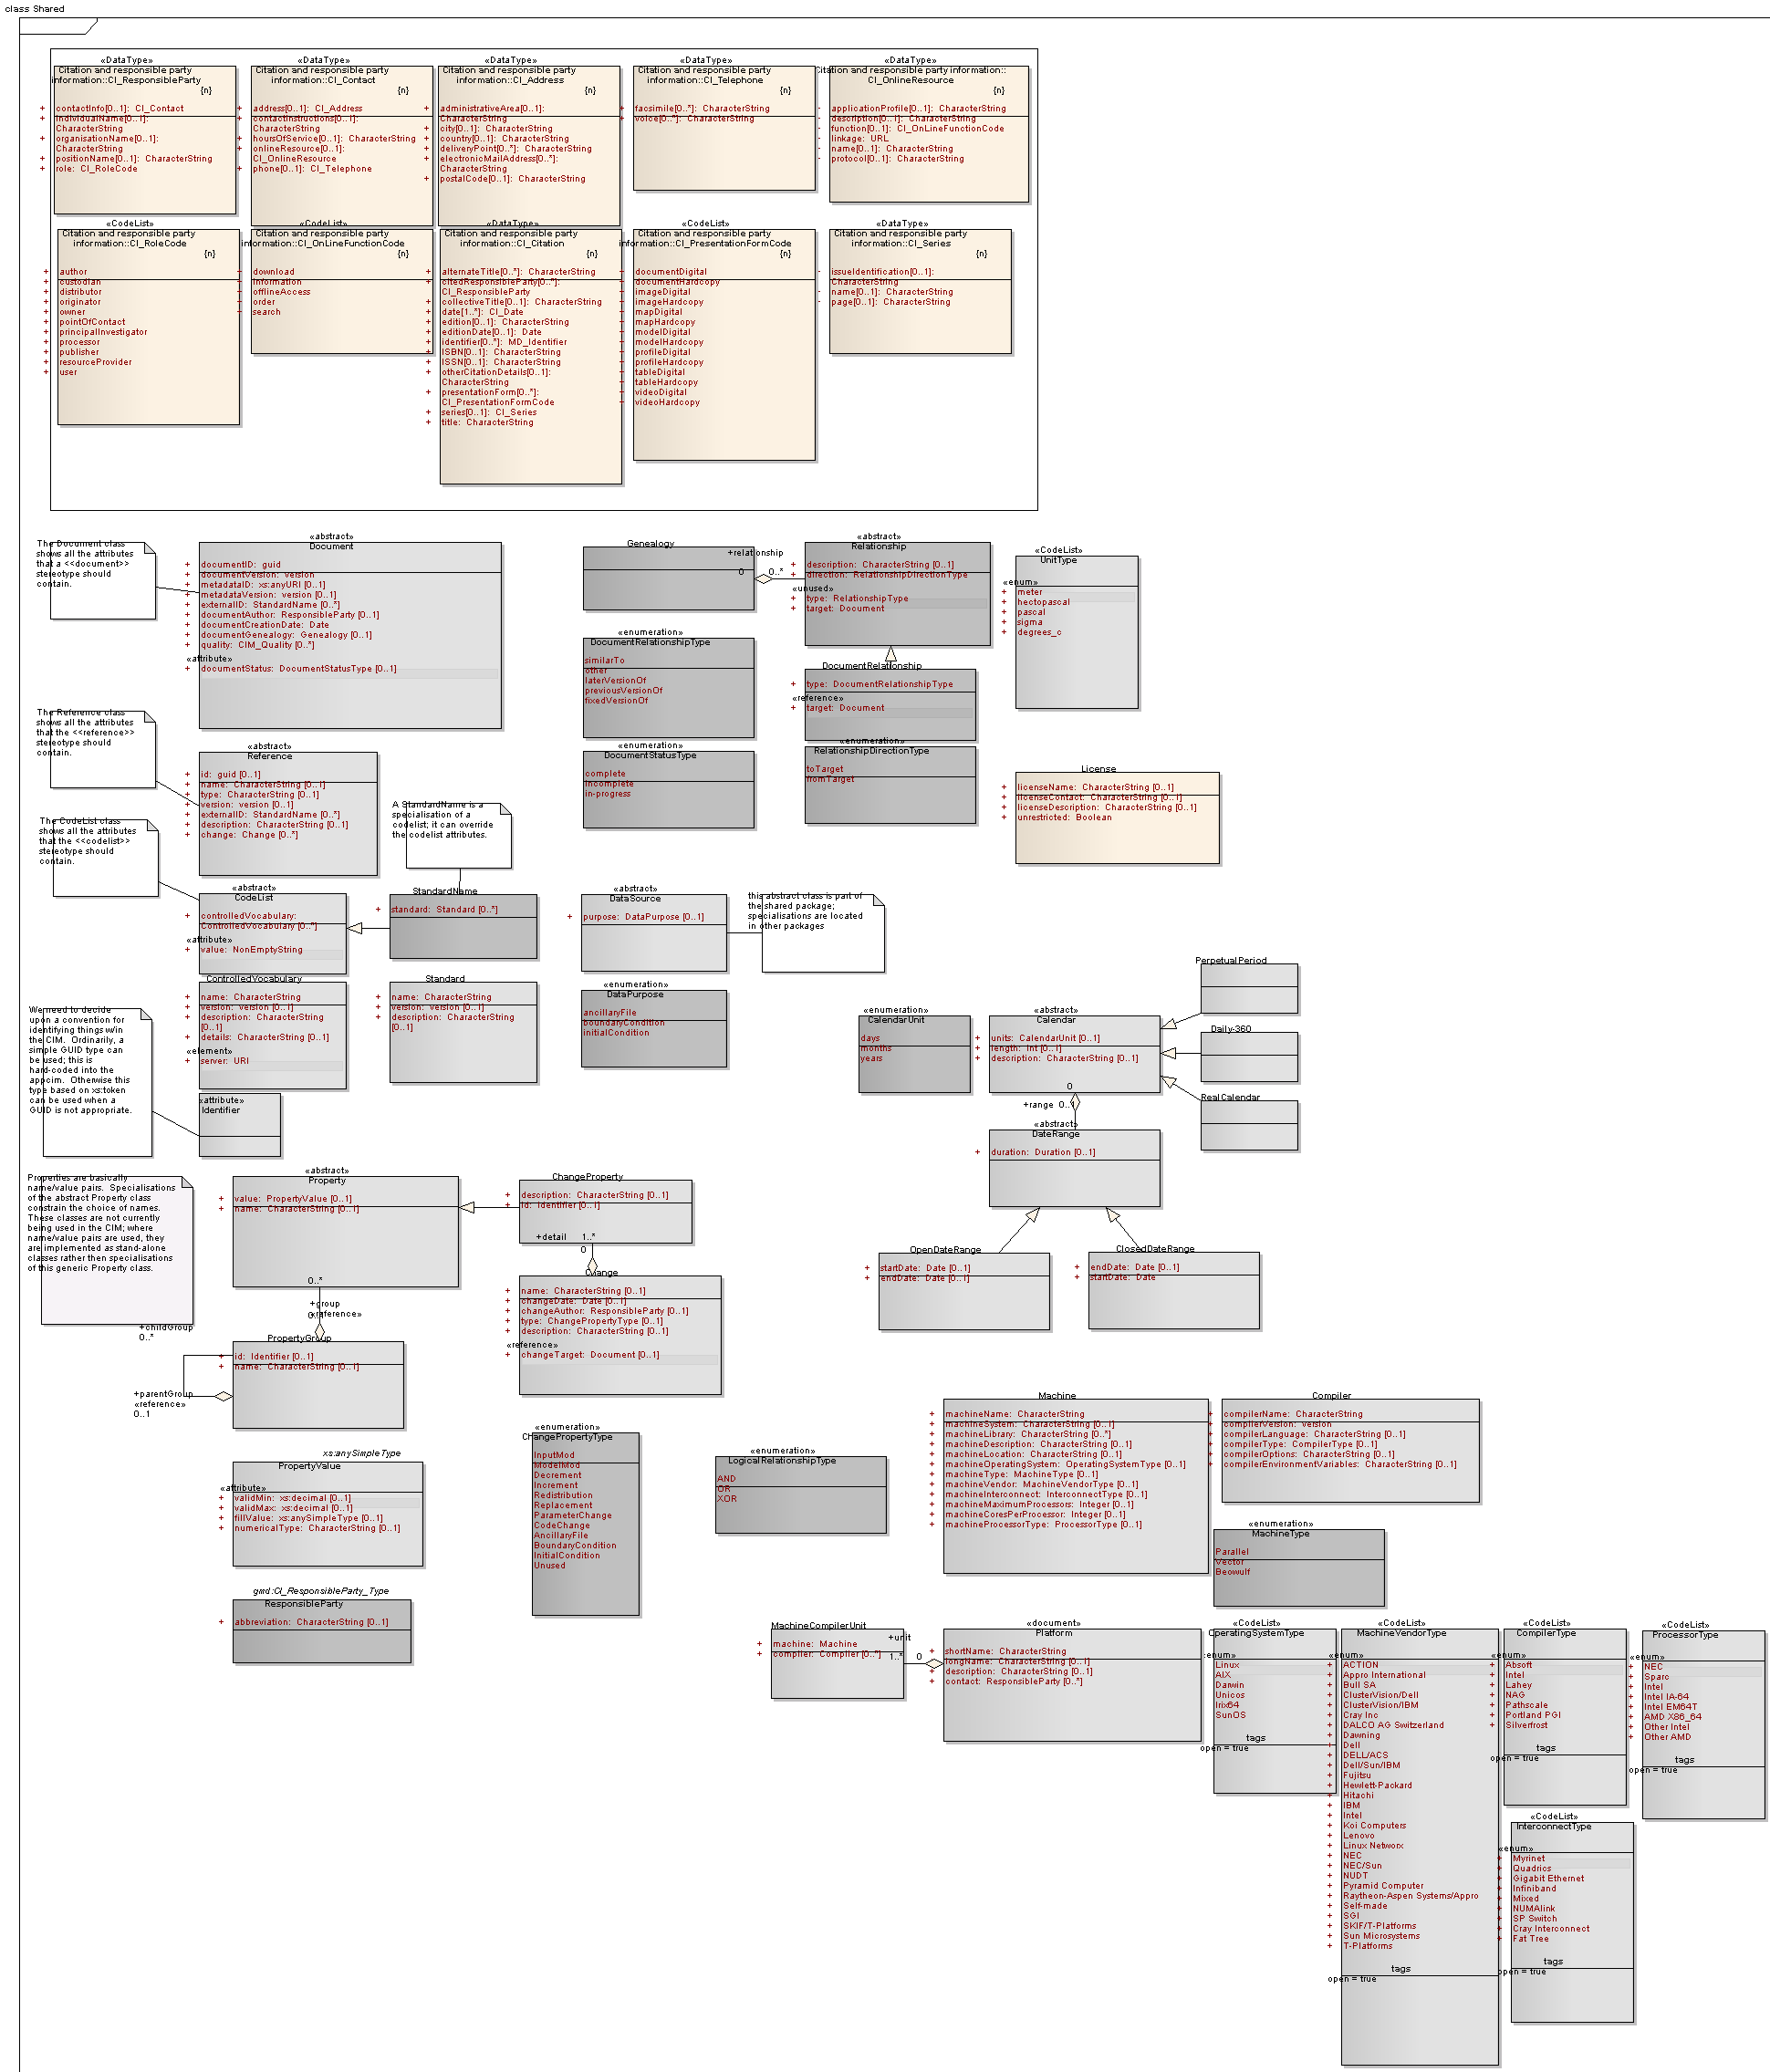 class Shared
«DataType»
Citation and responsible party
information::CI_ResponsibleParty
{n}
+ contactInfo[0..1]: CI_Contact
+ individualName[0..1]:
CharacterString
+ organisationName[0..1]:
CharacterString
+ positionName[0..1]: CharacterString
+ role: CI_RoleCode
«DataType»
Citation and responsible party
information::CI_Contact
{n}
+ address[0..1]: CI_Address
+ contactInstructions[0..1]:
CharacterString
+ hoursOfService[0..1]: CharacterString
+ onlineResource[0..1]:
CI_OnlineResource
+ phone[0..1]: CI_Telephone
«DataType»
Citation and responsible party
information::CI_Address
{n}
+ administrativeArea[0..1]:
CharacterString
+ city[0..1]: CharacterString
+ country[0..1]: CharacterString
+ deliveryPoint[0..*]: CharacterString
+ electronicMailAddress[0..*]:
CharacterString
+ postalCode[0..1]: CharacterString
«DataType»
Citation and responsible party
information::CI_Telephone
{n}
+ facsimile[0..*]: CharacterString
+ voice[0..*]: CharacterString
«DataType»
Citation and responsible party information::
CI_OnlineResource
{n}
applicationProfile[0..1]: CharacterString
description[0..1]: CharacterString
function[0..1]: CI_OnLineFunctionCode
linkage: URL
name[0..1]: CharacterString
protocol[0..1]: CharacterString
«CodeList»
Citation and responsible party
information::CI_RoleCode
{n}
+ author
+ custodian
+ distributor
+ originator
+ owner
+ pointOfContact
+ principalInvestigator
+ processor
+ publisher
+ resourceProvider
+ user
«CodeList»
Citation and responsible party
information::CI_OnLineFunctionCode
{n}
download
information
offlineAccess
order
search
«DataType»
Citation and responsible party
information::CI_Citation
{n}
+ alternateTitle[0..*]: CharacterString
+ citedResponsibleParty[0..*]:
CI_ResponsibleParty
+ collectiveTitle[0..1]: CharacterString
+ date[1..*]: CI_Date
+ edition[0..1]: CharacterString
+ editionDate[0..1]: Date
+ identifier[0..*]: MD_Identifier
+ ISBN[0..1]: CharacterString
+ ISSN[0..1]: CharacterString
+ otherCitationDetails[0..1]:
CharacterString
+ presentationForm[0..*]:
CI_PresentationFormCode
+ series[0..1]: CI_Series
+ title: CharacterString
«CodeList»
Citation and responsible party
information::CI_PresentationFormCode
{n}
documentDigital
documentHardcopy
imageDigital
imageHardcopy
mapDigital
mapHardcopy
modelDigital
modelHardcopy
profileDigital
profileHardcopy
tableDigital
tableHardcopy
videoDigital
videoHardcopy
«DataType»
Citation and responsible party
information::CI_Series
{n}
issueIdentification[0..1]:
CharacterString
name[0..1]: CharacterString
page[0..1]: CharacterString
The Document class
shows all the attributes
that a <<document>>
stereotype should
contain.
«abstract»
Document
+ documentID: guid
+ documentVersion: version
+ metadataID: xs:anyURI [0..1]
+ metadataVersion: version [0..1]
+ externalID: StandardName [0..*]
+ documentAuthor: ResponsibleParty [0..1]
+ documentCreationDate: Date
+ documentGenealogy: Genealogy [0..1]
+ quality: CIM_Quality [0..*]
«attribute»
+ documentStatus: DocumentStatusType [0..1]
Genealogy
+relationship
0 0..*
«abstract»
Relationship
+ description: CharacterString [0..1]
+ direction: RelationshipDirectionType
«unused»
+ type: RelationshipType
+ target: Document
«CodeList»
UnitType
«enum»
+ meter
+ hectopascal
+ pascal
+ sigma
+ degrees_c
«enumeration»
DocumentRelationshipType
similarTo
other
laterVersionOf
previousVersionOf
fixedVersionOf
DocumentRelationship
+ type: DocumentRelationshipType
«reference»
+ target: Document
The Reference class
shows all the attributes
that the <<reference>>
stereotype should
contain.
«abstract»
Reference
+ id: guid [0..1]
+ name: CharacterString [0..1]
+ type: CharacterString [0..1]
+ version: version [0..1]
+ externalID: StandardName [0..*]
+ description: CharacterString [0..1]
+ change: Change [0..*]
«enumeration»
DocumentStatusType
complete
incomplete
in-progress
«enumeration»
RelationshipDirectionType
toTarget
fromTarget
License
+ licenseName: CharacterString [0..1]
+ licenseContact: CharacterString [0..1]
+ licenseDescription: CharacterString [0..1]
+ unrestricted: Boolean
A StandardName is a
specialisation of a
codelist; it can override
the codelist attributes.
The CodeList class
shows all the attributes
that the <<codelist>>
stereotype should
contain.
«abstract»
CodeList
+ controlledVocabulary:
ControlledVocabulary [0..*]
«attribute»
+ value: NonEmptyString
StandardName
+ standard: Standard [0..*]
«abstract»
DataSource
+ purpose: DataPurpose [0..1]
this abstract class is part of
the shared package;
specialisations are located
in other packages
ControlledVocabulary
+ name: CharacterString
+ version: version [0..1]
+ description: CharacterString
[0..1]
+ details: CharacterString [0..1]
«element»
+ server: URI
Standard
+ name: CharacterString
+ version: version [0..1]
+ description: CharacterString
[0..1]
«enumeration»
DataPurpose
ancillaryFile
boundaryCondition
initialCondition
We need to decide
upon a convention for
identifying things w/in
the CIM. Ordinarily, a
simple GUID type can
be used; this is
hard-coded into the
appcim. Otherwise this
type based on xs:token
can be used when a
GUID is not appropriate.
«attribute»
Identifier
«enumeration»
CalendarUnit
days
months
years
«abstract»
Calendar
+ units: CalendarUnit [0..1]
+ length: int [0..1]
+ description: CharacterString [0..1]
0
+range 0..1
PerpetualPeriod
Daily-360
RealCalendar
«abstract»
DateRange
+ duration: Duration [0..1]
OpenDateRange
+ startDate: Date [0..1]
+ endDate: Date [0..1]
ClosedDateRange
+ endDate: Date [0..1]
+ startDate: Date
Properties are basically
name/value pairs. Specialisations
of the abstract Property class
constrain the choice of names.
These classes are not currently
being used in the CIM; where
name/value pairs are used, they
are implemented as stand-alone
classes rather then specialisations
of this generic Property class.
«abstract»
Property
+ value: PropertyValue [0..1]
+ name: CharacterString [0..1]
0..*
+group
«reference»
0..1
ChangeProperty
+ description: CharacterString [0..1]
+ id: Identifier [0..1]
+detail 1..*
0
Change
+ name: CharacterString [0..1]
+ changeDate: Date [0..1]
+ changeAuthor: ResponsibleParty [0..1]
+ type: ChangePropertyType [0..1]
+ description: CharacterString [0..1]
«reference»
+ changeTarget: Document [0..1]
+childGroup
0..*
PropertyGroup
+ id: Identifier [0..1]
+ name: CharacterString [0..1]
+parentGroup
«reference»
0..1
xs:anySimpleType
PropertyValue
«attribute»
+ validMin: xs:decimal [0..1]
+ validMax: xs:decimal [0..1]
+ fillValue: xs:anySimpleType [0..1]
+ numericalType: CharacterString [0..1]
gmd:CI_ResponsibleParty_Type
ResponsibleParty
+ abbreviation: CharacterString [0..1]
«enumeration»
ChangePropertyType
InputMod
ModelMod
Decrement
Increment
Redistribution
Replacement
ParameterChange
CodeChange
AncillaryFile
BoundaryCondition
InitialCondition
Unused
«enumeration»
LogicalRelationshipType
AND
OR
XOR
Machine
+ machineName: CharacterString
+ machineSystem: CharacterString [0..1]
+ machineLibrary: CharacterString [0..*]
+ machineDescription: CharacterString [0..1]
+ machineLocation: CharacterString [0..1]
+ machineOperatingSystem: OperatingSystemType [0..1]
+ machineType: MachineType [0..1]
+ machineVendor: MachineVendorType [0..1]
+ machineInterconnect: InterconnectType [0..1]
+ machineMaximumProcessors: Integer [0..1]
+ machineCoresPerProcessor: Integer [0..1]
+ machineProcessorType: ProcessorType [0..1]
Compiler
+ compilerName: CharacterString
+ compilerVersion: version
+ compilerLanguage: CharacterString [0..1]
+ compilerType: CompilerType [0..1]
+ compilerOptions: CharacterString [0..1]
+ compilerEnvironmentVariables: CharacterString [0..1]
«enumeration»
MachineType
Parallel
Vector
Beowulf
MachineCompilerUnit
+ machine: Machine
+ compiler: Compiler [0..*]
+unit
1..* 0
«document»
Platform
+ shortName: CharacterString
+ longName: CharacterString [0..1]
+ description: CharacterString [0..1]
+ contact: ResponsibleParty [0..*]
«CodeList»
OperatingSystemType
«enum»
Linux
AIX
Darwin
Unicos
Irix64
SunOS
tags
open = true
«CodeList»
MachineVendorType
«enum»
+ ACTION
+ Appro International
+ Bull SA
+ ClusterVision/Dell
+ ClusterVision/IBM
+ Cray Inc
+ DALCO AG Switzerland
+ Dawning
+ Dell
+ DELL/ACS
+ Dell/Sun/IBM
+ Fujitsu
+ Hewlett-Packard
+ Hitachi
+ IBM
+ Intel
+ Koi Computers
+ Lenovo
+ Linux Networx
+ NEC
+ NEC/Sun
+ NUDT
+ Pyramid Computer
+ Raytheon-Aspen Systems/Appro
+ Self-made
+ SGI
+ SKIF/T-Platforms
+ Sun Microsystems
+ T-Platforms
tags
open = true
«CodeList»
CompilerType
«enum»
+ Absoft
+ Intel
+ Lahey
+ NAG
+ Pathscale
+ Portland PGI
+ Silverfrost
tags
open = true
«CodeList»
ProcessorType
«enum»
+ NEC
+ Sparc
+ Intel
+ Intel IA-64
+ Intel EM64T
+ AMD X86_64
+ Other Intel
+ Other AMD
tags
open = true
«CodeList»
InterconnectType
«enum»
+ Myrinet
+ Quadrics
+ Gigabit Ethernet
+ Infiniband
+ Mixed
+ NUMAlink
+ SP Switch
+ Cray Interconnect
+ Fat Tree
tags
open = true